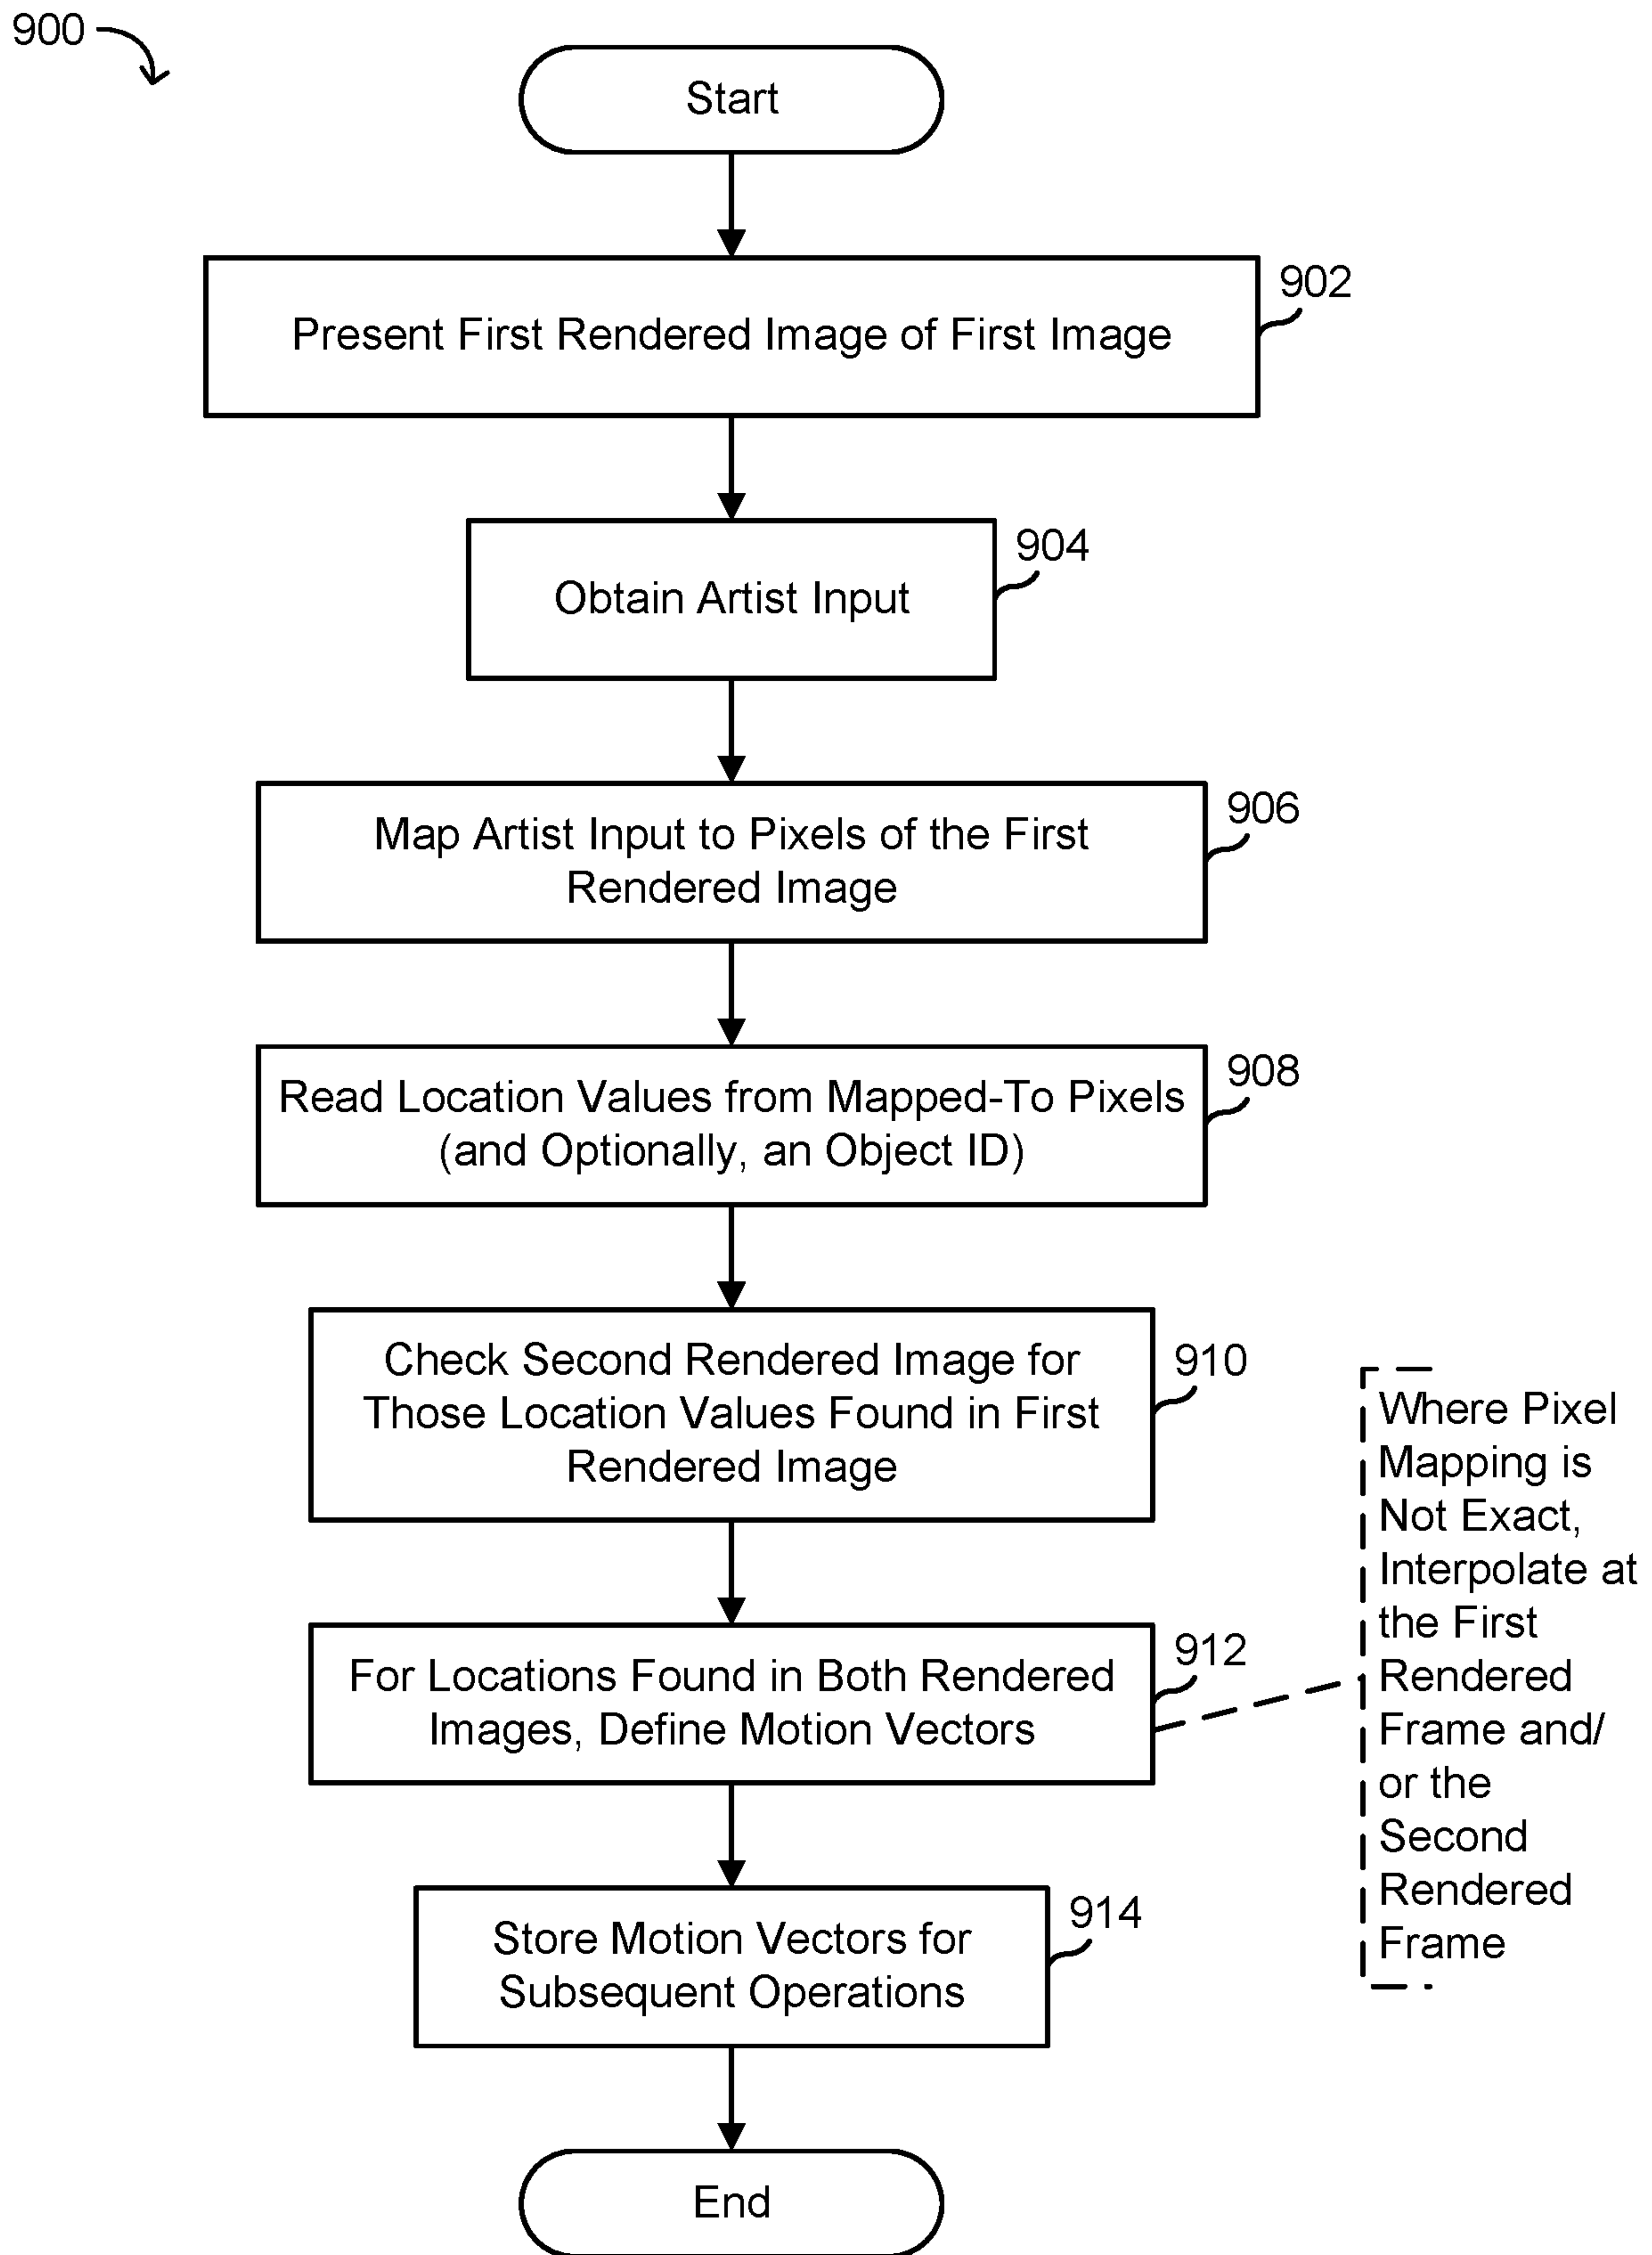 900
Start
902
Present First Rendered Image of First Image
904
Obtain Artist Input
906
Map Artist Input to Pixels of the First
Rendered Image
908
Read Location Values from Mapped-To Pixels
(and Optionally, an Object ID)
910
Check Second Rendered Image for
Those Location Values Found in First
Rendered Image
912
For Locations Found in Both Rendered
Images, Define Motion Vectors
Where Pixel
Mapping is
Not Exact,
Interpolate at
the First
Rendered
Frame and/
or the
Second
Rendered
Frame
914
Store Motion Vectors for
Subsequent Operations
End